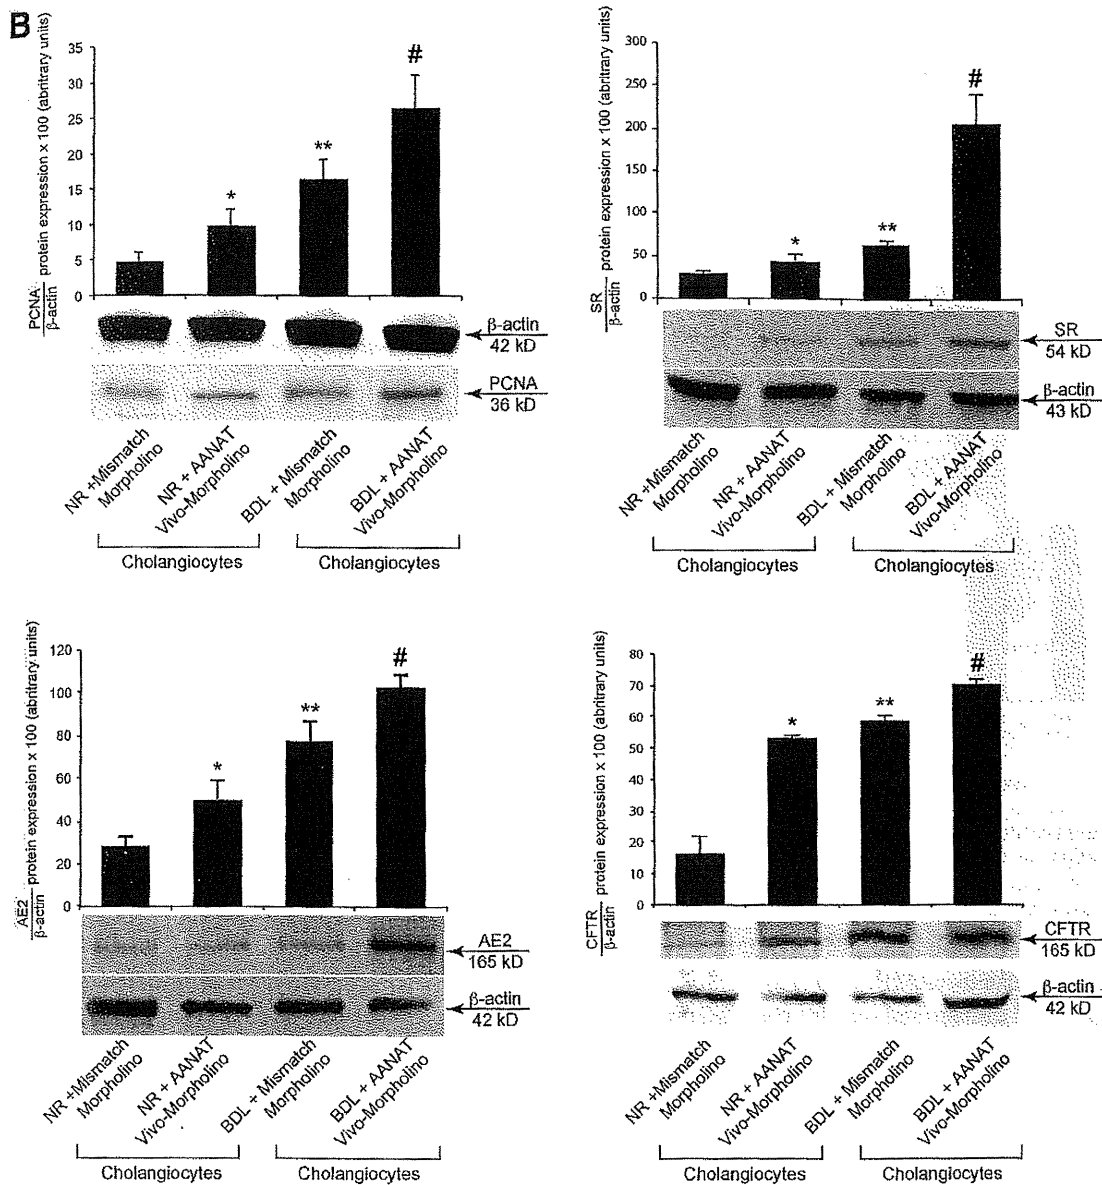 B
PCNA
β-actin
protein expression x 100 (abritrary units)
35
30
25
20
15
10
5
0
*
**
#
β-actin
42 kD
PCNA
36 kD
NR +Mismatch
Morpholino
NR + AANAT
Vivo-Morpholino
BDL + Mismatch
Morpholino
BDL + AANAT
Vivo-Morpholino
Cholangiocytes
Cholangiocytes
SR
β-actin
protein expression x 100 (abritrary units)
300
250
200
150
100
50
0
*
**
#
SR
54 kD
β-actin
43 kD
NR +Mismatch
Morpholino
NR + AANAT
Vivo-Morpholino
BDL + Mismatch
Morpholino
BDL + AANAT
Vivo-Morpholino
Cholangiocytes
Cholangiocytes
AE2
β-actin
protein expression x 100 (abritrary units)
120
100
80
60
40
20
0
*
**
#
AE2
165 kD
β-actin
42 kD
NR +Mismatch
Morpholino
NR + AANAT
Vivo-Morpholino
BDL + Mismatch
Morpholino
BDL + AANAT
Vivo-Morpholino
Cholangiocytes
Cholangiocytes
CFTR
β-actin
protein expression x 100 (abritrary units)
80
70
60
50
40
30
20
10
0
*
**
#
CFTR
165 kD
β-actin
42 kD
NR +Mismatch
Morpholino
NR + AANAT
Vivo-Morpholino
BDL + Mismatch
Morpholino
BDL + AANAT
Vivo-Morpholino
Cholangiocytes
Cholangiocytes